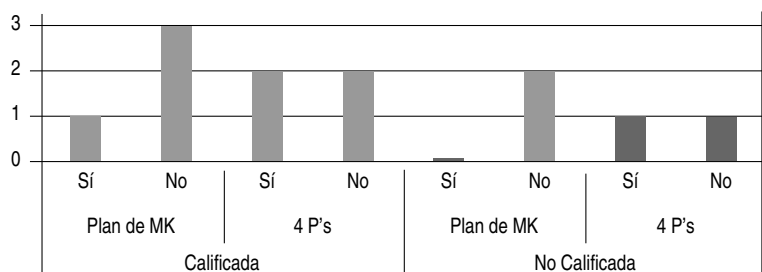 3
2
1
0
Sí No Sí No Sí No Sí No
Plan de MK 4 P's Plan de MK 4 P's
Calificada No Calificada